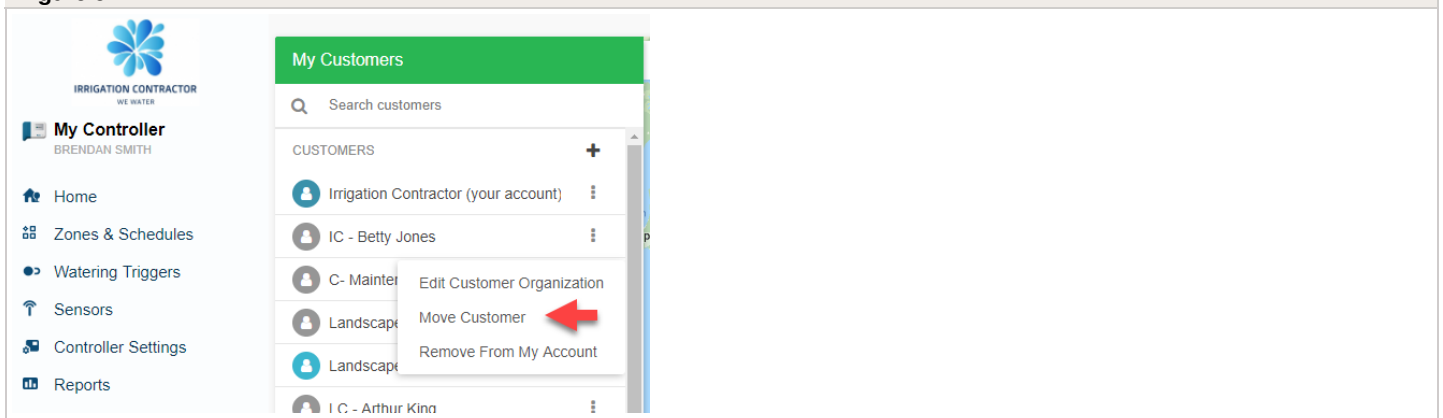 IRRIGATION CONTRACTOR
WE WATER
My Controller
BRENDAN SMITH
Home
Zones & Schedules
Watering Triggers
Sensors
Controller Settings
Reports
My Customers
Search customers
CUSTOMERS
Irrigation Contractor (your account)
IC - Betty Jones
C- Mainter
Landscape
Landscape
LC - Arthur King
Edit Customer Organization
Move Customer
Remove From My Account